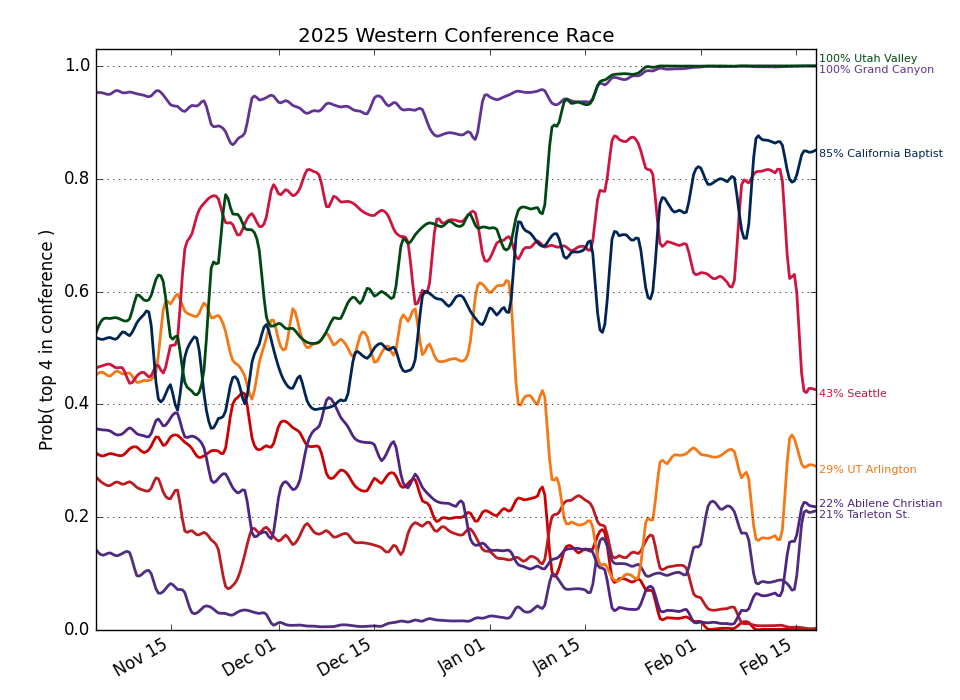 2025 Western Conference Race
Prob( top 4 in conference )
1.0
0.8
0.6
0.4
0.2
0.0
Nov 15
Dec 01
Dec 15
Jan 01
Jan 15
Feb 01
Feb 15
100% Utah Valley
100% Grand Canyon
85% California Baptist
43% Seattle
29% UT Arlington
22% Abilene Christian
21% Tarleton St.